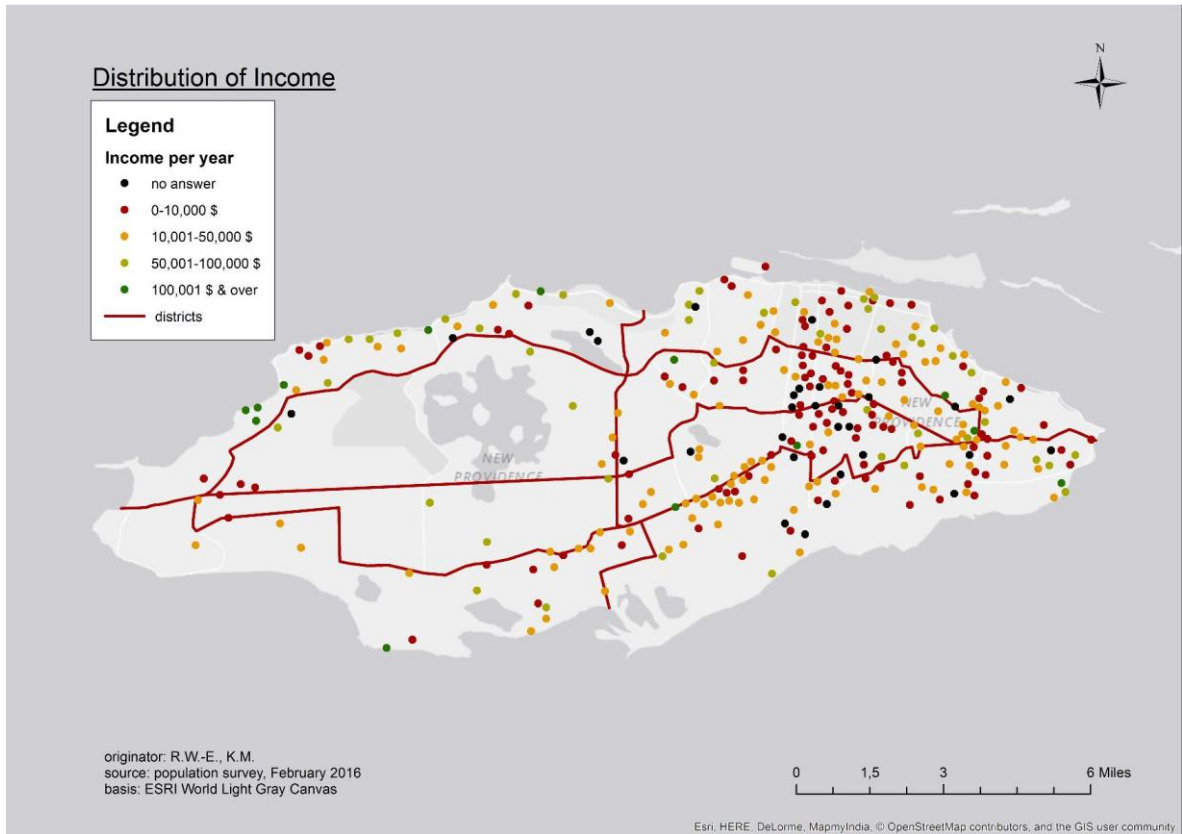 N
Distribution of Income
Legend
Income per year
no answer
0-10,000 $
10,001-50,000 $
50,001-100,000 $
100,001 $ & over
districts
NEW
PROVIDENCE
NEW
PROVIDENCE
originator: R.W.-E., K.M.
source: population survey, February 2016
basis: ESRI World Light Gray Canvas
0 1,5 3 6 Miles
Esri, HERE, DeLorme, MapmyIndia, © OpenStreetMap contributors, and the GIS user community